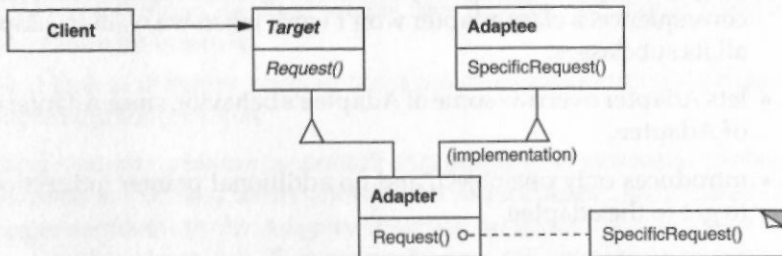 Client
Target
Request()
Adaptee
SpecificRequest()
(implementation)
Adapter
Request()
SpecificRequest()